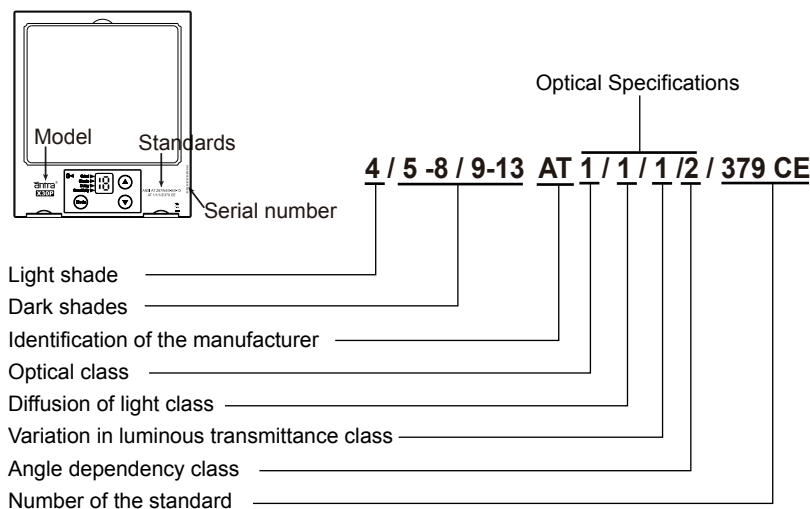 Optical Specifications
Model
Standards
4 / 5 -8 / 9-13 AT 1 / 1 / 1 /2 / 379 CE
antra
X30P
Serial number
Light shade
Dark shades
Identification of the manufacturer
Optical class
Diffusion of light class
Variation in luminous transmittance class
Angle dependency class
Number of the standard